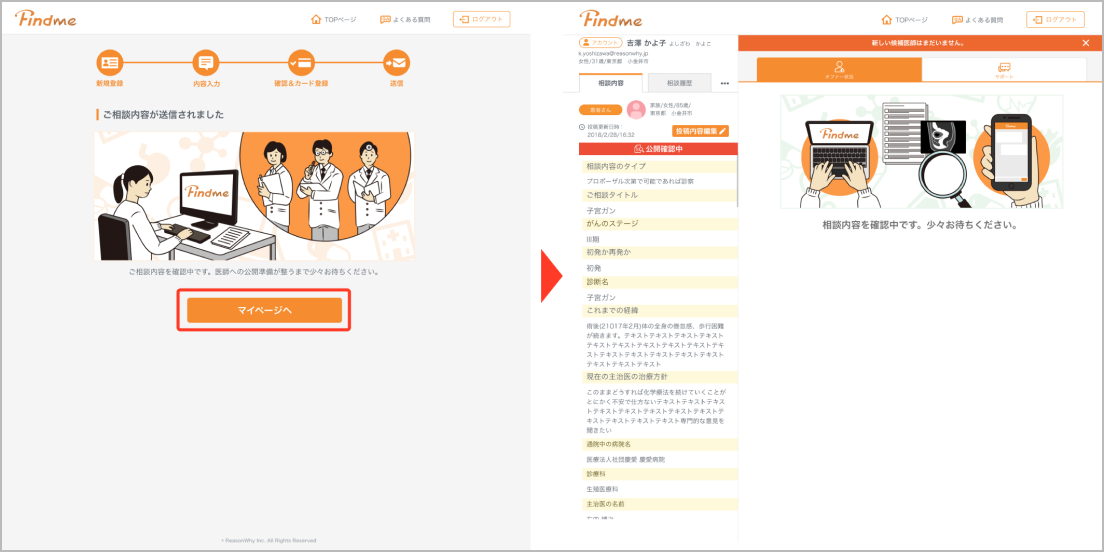 Findme
TOPページ
よくある質問
ログアウト
新規登録
内容入力
確認&カード登録
送信
ご相談内容が送信されました
Findme
ご相談内容を確認中です。医師への公開準備が整うまで少々お待ちください。
マイページへ
© ReasonWhy Inc. All Rights Reserved
Findme
TOPページ
よくある質問
ログアウト
アカウント
吉澤 かよ子 よしざわ かよこ
k.yoshizawa@reasonwhy.jp
女性/31歳/東京都 小金井市
相談内容
相談履歴
•••
患者さん
家族/女性/85歳/
東京都 小金井市
投稿更新日時:
2018/2/28/16:32
投稿内容編集
公開確認中
相談内容のタイプ
プロポーザル次第で可能であれば診察
ご相談タイトル
子宮ガン
がんのステージ
III期
初発か再発か
初発
診断名
子宮ガン
これまでの経緯
術後(21017年2月)体の全身の倦怠感、歩行困難
が続きます。テキストテキストテキストテキスト
テキストテキストテキストテキストテキストテキ
ストテキストテキストテキストテキストテキスト
テキストテキストテキスト
現在の主治医の治療方針
このままどうすれば化学療法を続けていくことが
とにかく不安で仕方ないテキストテキストテキス
トテキストテキストテキストテキストテキストテ
キストテキストテキストテキスト専門的な意見を
聞きたい
通院中の病院名
医療法人社団慶愛 慶愛病院
診療科
生殖医療科
主治医の名前
新しい候補医師はまだいません。
オファー状況
サポート
Findme
相談内容を確認中です。少々お待ちください。